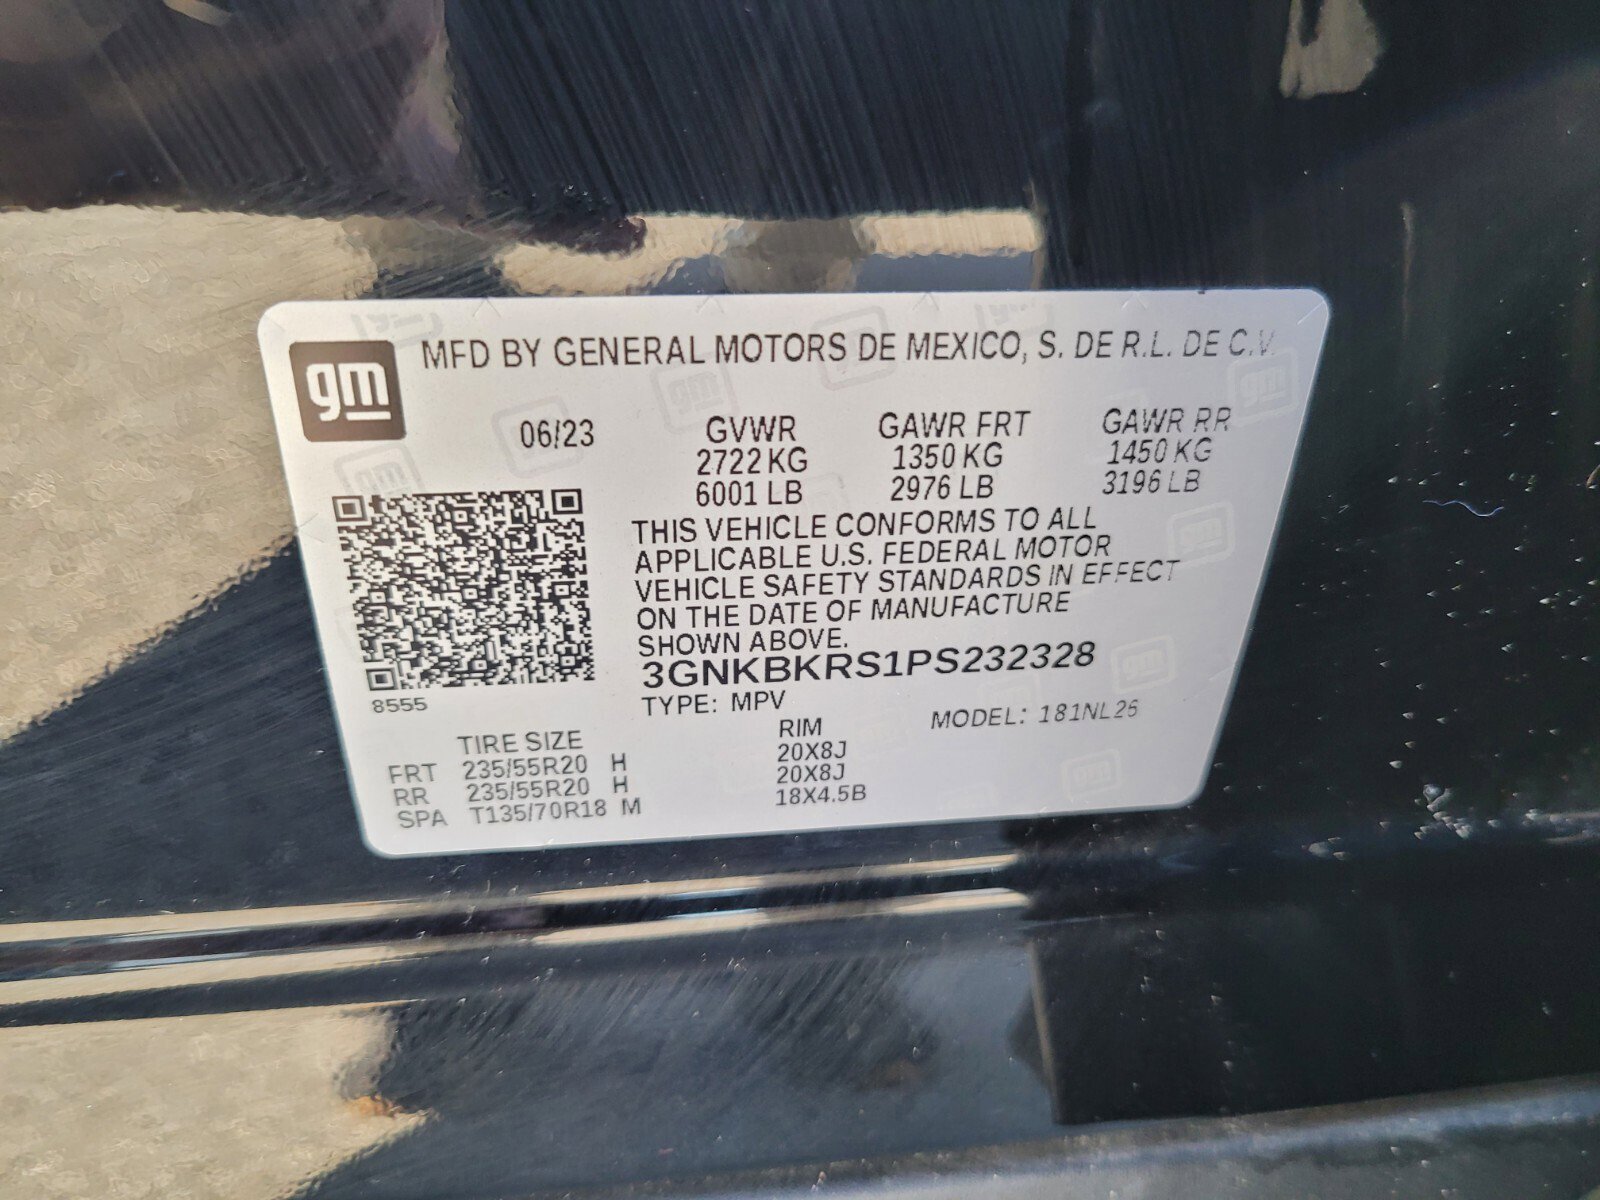 gm
MFD BY GENERAL MOTORS DE MEXICO, S. DE R.L. DE C.V.
06/23 GVWR GAWR FRT GAWR RR
2722 KG 1350 KG 1450 KG
6001 LB 2976 LB 3196 LB
THIS VEHICLE CONFORMS TO ALL
APPLICABLE U.S. FEDERAL MOTOR
VEHICLE SAFETY STANDARDS IN EFFECT
ON THE DATE OF MANUFACTURE
SHOWN ABOVE.
3GNKBKRS1PS232328
8555
TYPE: MPV MODEL: 181NL26
TIRE SIZE RIM
FRT 235/55R20 H 20X8J
RR 235/55R20 H 20X8J
SPA T135/70R18 M 18X4.5B